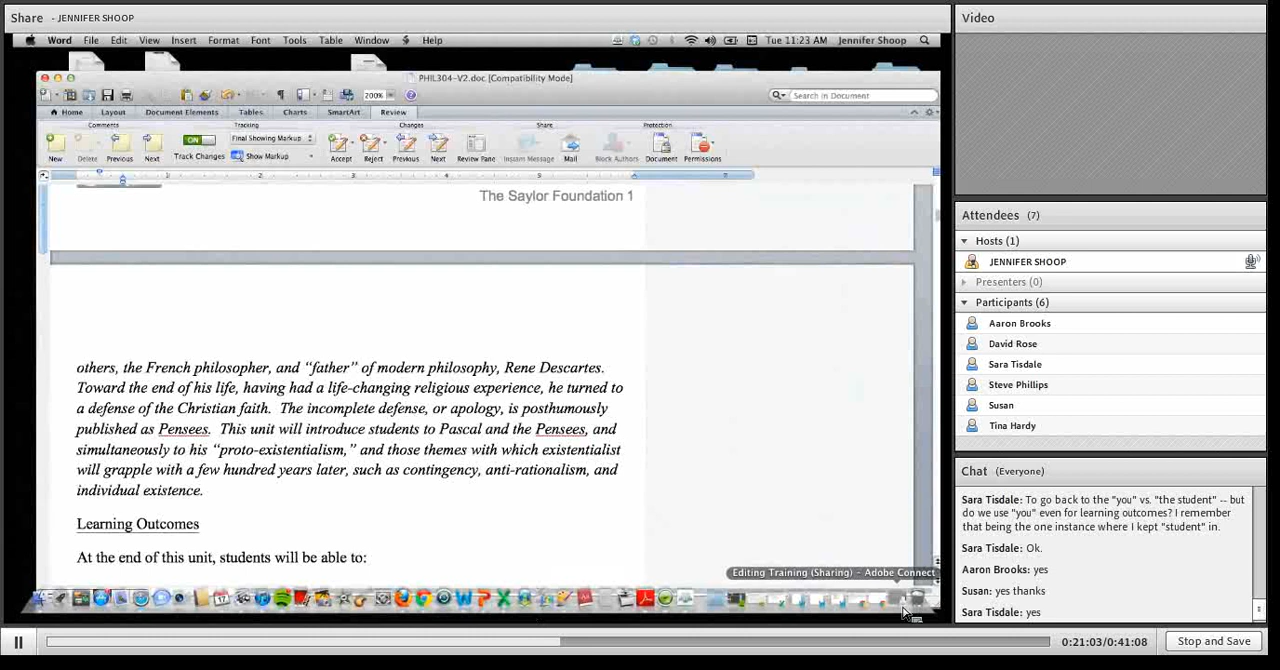 Share - JENNIFER SHOOP
Word File Edit View Insert Format Font Tools Table Window Help Tue 11:23 AM Jennifer Shoop
PHIL304-V2.doc [Compatibility Mode]
200% Search in Document
Home Layout Document Elements Tables Charts SmartArt Review
Comments Tracking Changes Share Protection
ON Final Showing Markup
Show Markup
New Delete Previous Next Track Changes Accept Reject Previous Next Review Pane Instant Message Mail Block Authors Document Permissions
The Saylor Foundation 1
others, the French philosopher, and “father” of modern philosophy, Rene Descartes.
Toward the end of his life, having had a life-changing religious experience, he turned to
a defense of the Christian faith. The incomplete defense, or apology, is posthumously
published as Pensees. This unit will introduce students to Pascal and the Pensees, and
simultaneously to his “proto-existentialism,” and those themes with which existentialist
will grapple with a few hundred years later, such as contingency, anti-rationalism, and
individual existence.
Learning Outcomes
At the end of this unit, students will be able to:
Editing Training (Sharing) - Adobe Connect
Video
Attendees (7)
Hosts (1)
JENNIFER SHOOP
Presenters (0)
Participants (6)
Aaron Brooks
David Rose
Sara Tisdale
Steve Phillips
Susan
Tina Hardy
Chat (Everyone)
Sara Tisdale: To go back to the "you" vs. "the student" -- but
do we use "you" even for learning outcomes? I remember
that being the one instance where I kept "student" in.
Sara Tisdale: Ok.
Aaron Brooks: yes
Susan: yes thanks
Sara Tisdale: yes
0:21:03/0:41:08 Stop and Save